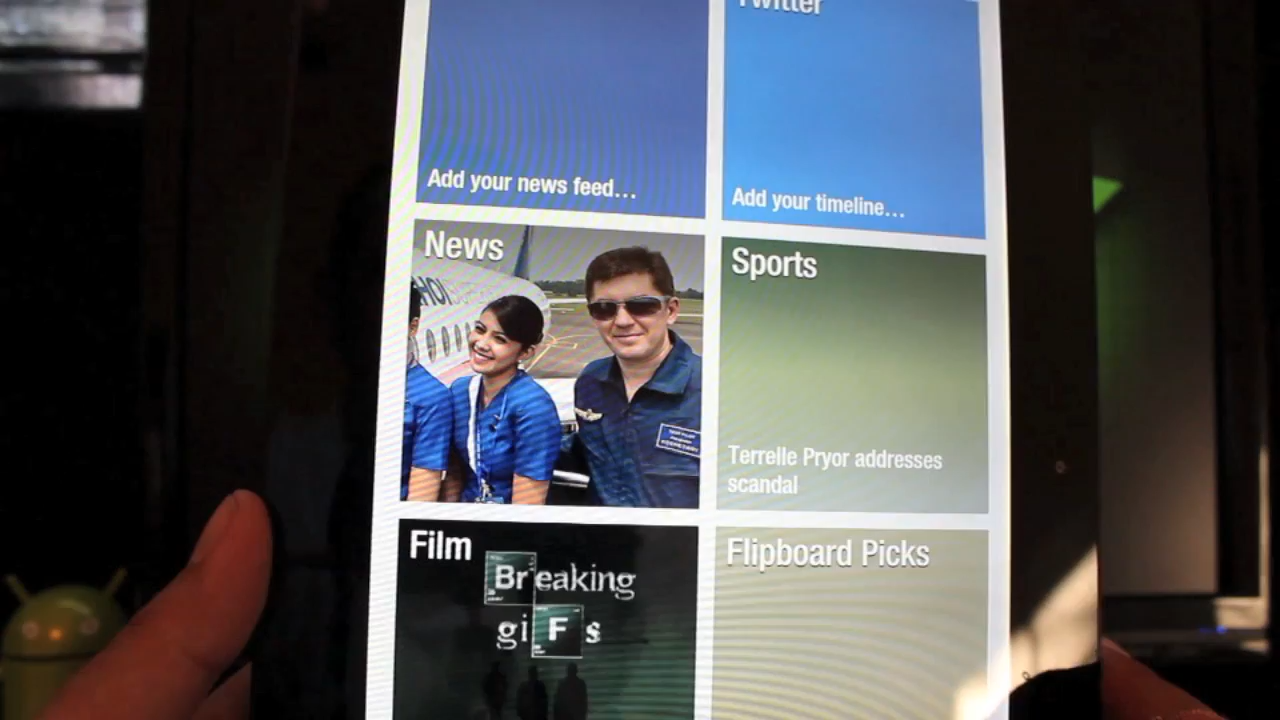 Twitter
Add your news feed...
Add your timeline...
News
Sports
Terrelle Pryor addresses
scandal
Film
Breaking
giFs
Flipboard Picks